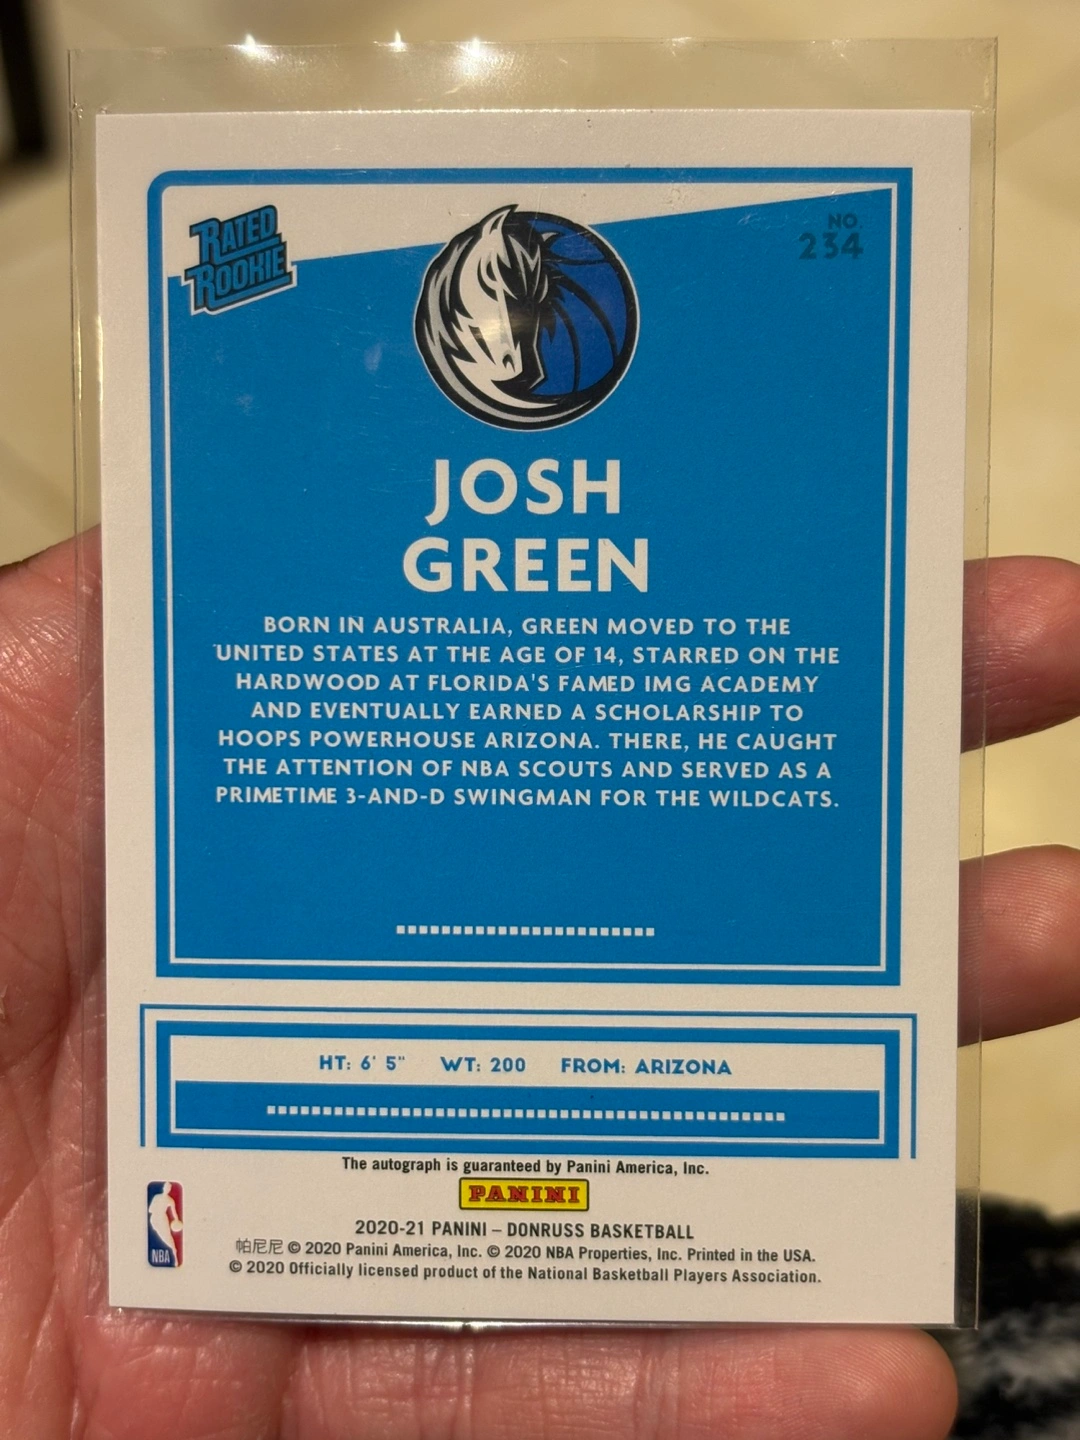 RATED
ROOKIE
NO.
234
JOSH
GREEN
BORN IN AUSTRALIA, GREEN MOVED TO THE
UNITED STATES AT THE AGE OF 14, STARRED ON THE
HARDWOOD AT FLORIDA'S FAMED IMG ACADEMY
AND EVENTUALLY EARNED A SCHOLARSHIP TO
HOOPS POWERHOUSE ARIZONA. THERE, HE CAUGHT
THE ATTENTION OF NBA SCOUTS AND SERVED AS A
PRIMETIME 3-AND-D SWINGMAN FOR THE WILDCATS.
HT: 6' 5" WT: 200 FROM: ARIZONA
The autograph is guaranteed by Panini America, Inc.
PANINI
2020-21 PANINI – DONRUSS BASKETBALL
帕尼尼 © 2020 Panini America, Inc. © 2020 NBA Properties, Inc. Printed in the USA.
© 2020 Officially licensed product of the National Basketball Players Association.
NBA